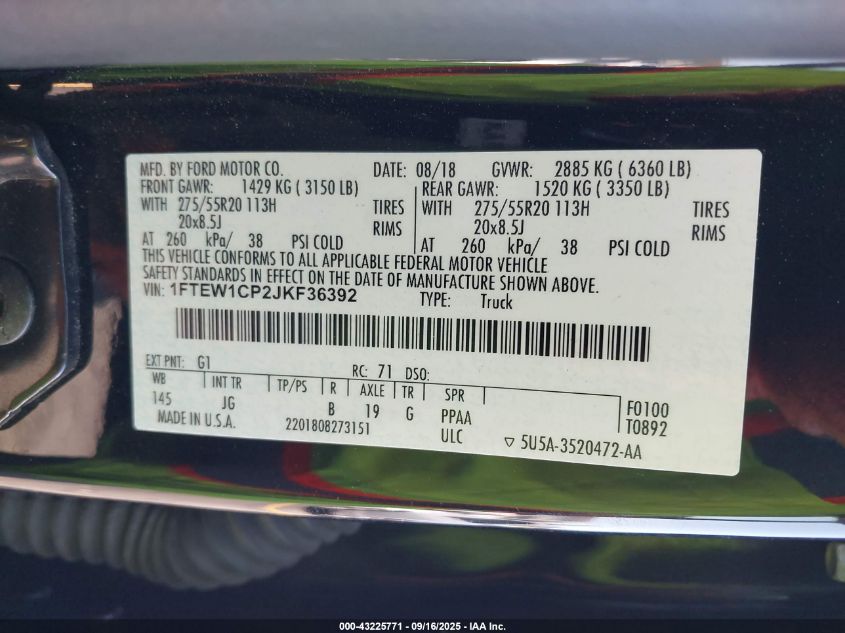 MFD. BY FORD MOTOR CO. DATE: 08/18 GVWR: 2885 KG ( 6360 LB)
FRONT GAWR: 1429 KG ( 3150 LB) REAR GAWR: 1520 KG ( 3350 LB)
WITH 275/55R20 113H TIRES WITH 275/55R20 113H TIRES
20x8.5J RIMS 20x8.5J RIMS
AT 260 kPa/ 38 PSI COLD AT 260 kPa/ 38 PSI COLD
THIS VEHICLE CONFORMS TO ALL APPLICABLE FEDERAL MOTOR VEHICLE
SAFETY STANDARDS IN EFFECT ON THE DATE OF MANUFACTURE SHOWN ABOVE.
VIN: 1FTEW1CP2JKF36392 TYPE: Truck
EXT PNT: G1 RC: 71 DSO:
WB INT TR TP/PS R AXLE TR SPR
145 JG B 19 G PPAA F0100
MADE IN U.S.A. 2201808273151 ULC T0892
▽ 5U5A-3520472-AA
000-43225771 - 09/16/2025 - IAA Inc.